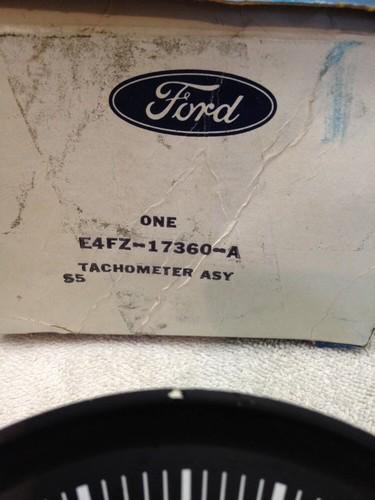 Ford
ONE
E4FZ-17360-A
TACHOMETER ASY
S5